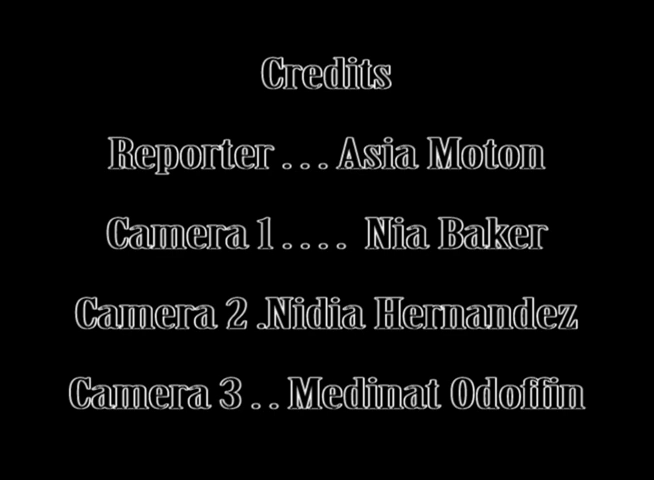 Credits
Reporter . . . Asia Moton
Camera 1 . . . .  Nia Baker
Camera 2 .Nidia Hernandez
Camera 3 . . Medinat Odoffin